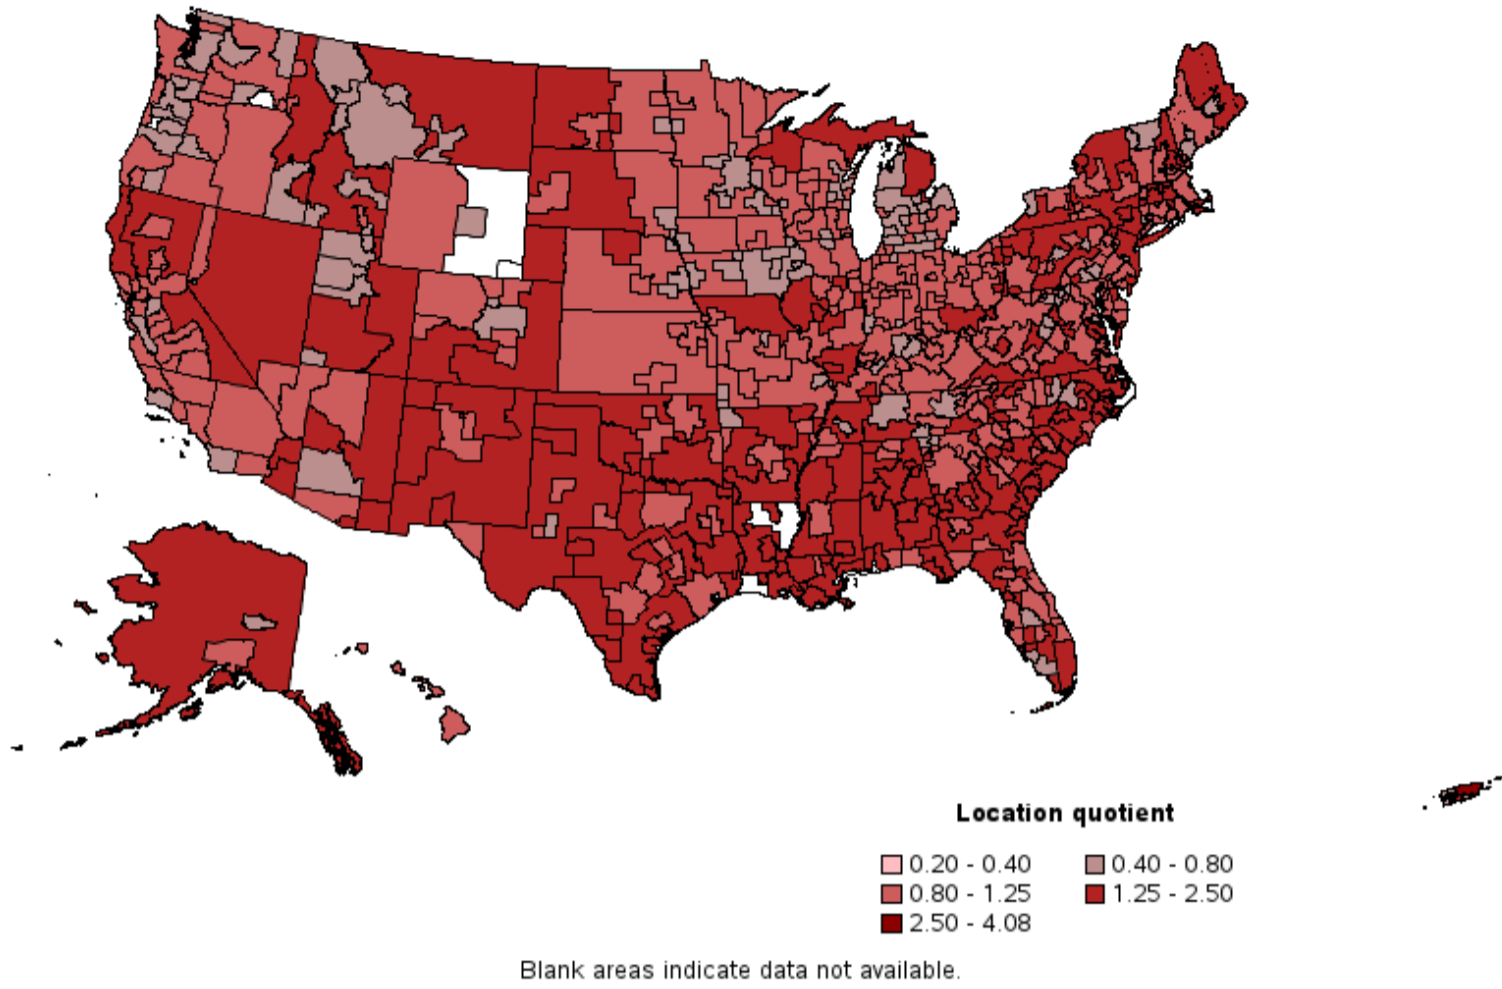 Location quotient
0.20 - 0.40 0.40 - 0.80
0.80 - 1.25 1.25 - 2.50
2.50 - 4.08
Blank areas indicate data not available.